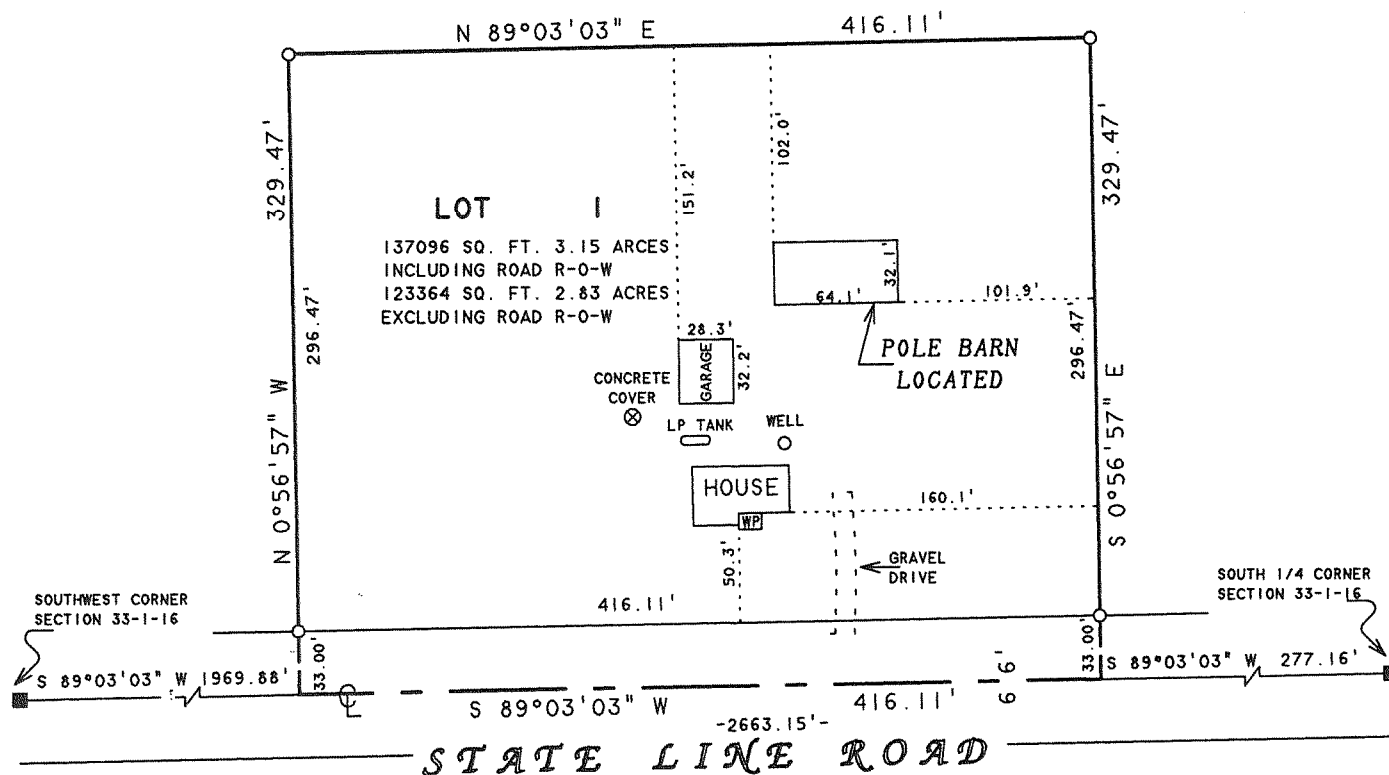 N 89°03'03" E 416.11'
329.47'
329.47'
151.2'
102.0'
LOT 1
137096 SQ. FT. 3.15 ARCES
INCLUDING ROAD R-O-W
123364 SQ. FT. 2.83 ACRES
EXCLUDING ROAD R-O-W
32.1'
64.1'
101.9'
296.47'
296.47'
28.3'
GARAGE
32.2'
POLE BARN
LOCATED
CONCRETE
COVER
LP TANK
WELL
N 0°56'57" W
S 0°56'57" E
HOUSE
WP
160.1'
50.3'
GRAVEL
DRIVE
SOUTHWEST CORNER
SECTION 33-1-16
SOUTH 1/4 CORNER
SECTION 33-1-16
416.11'
33.00'
33.00'
S 89°03'03" W 1969.88'
66'
S 89°03'03" W 277.16'
CL
S 89°03'03" W 416.11'
-2663.15'-
STATE LINE ROAD